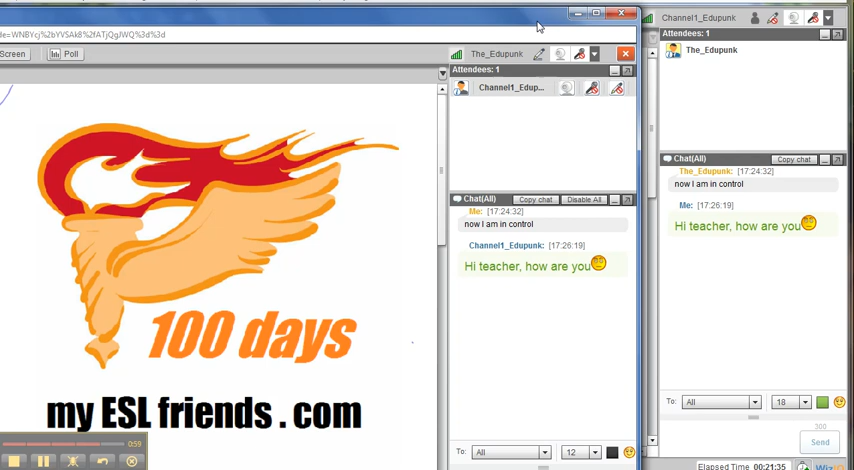 de=WNBYcj%2bYVSAk8%2fATjQgJWQ%3d%3d
Screen
Poll
The_Edupunk
Attendees: 1
Channel1_Edup...
Chat(All)
Copy chat
Disable All
Me: [17:24:32]
now I am in control
Channel1_Edupunk: [17:26:19]
Hi teacher, how are you
To: All
12
100 days
my ESL friends . com
0:59
Channel1_Edupunk
Attendees: 1
The_Edupunk
Chat(All)
Copy chat
The_Edupunk: [17:24:32]
now I am in control
Me: [17:26:19]
Hi teacher, how are you
To: All
18
300
Send
Elapsed Time 00:21:35
WiziQ